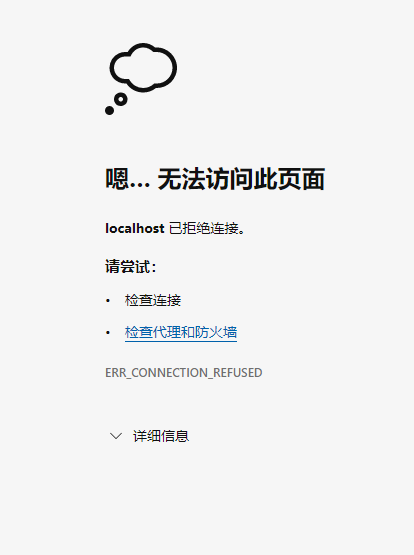 嗯... 无法访问此页面
localhost 已拒绝连接。
请尝试：
• 检查连接
• 检查代理和防火墙
ERR_CONNECTION_REFUSED
详细信息